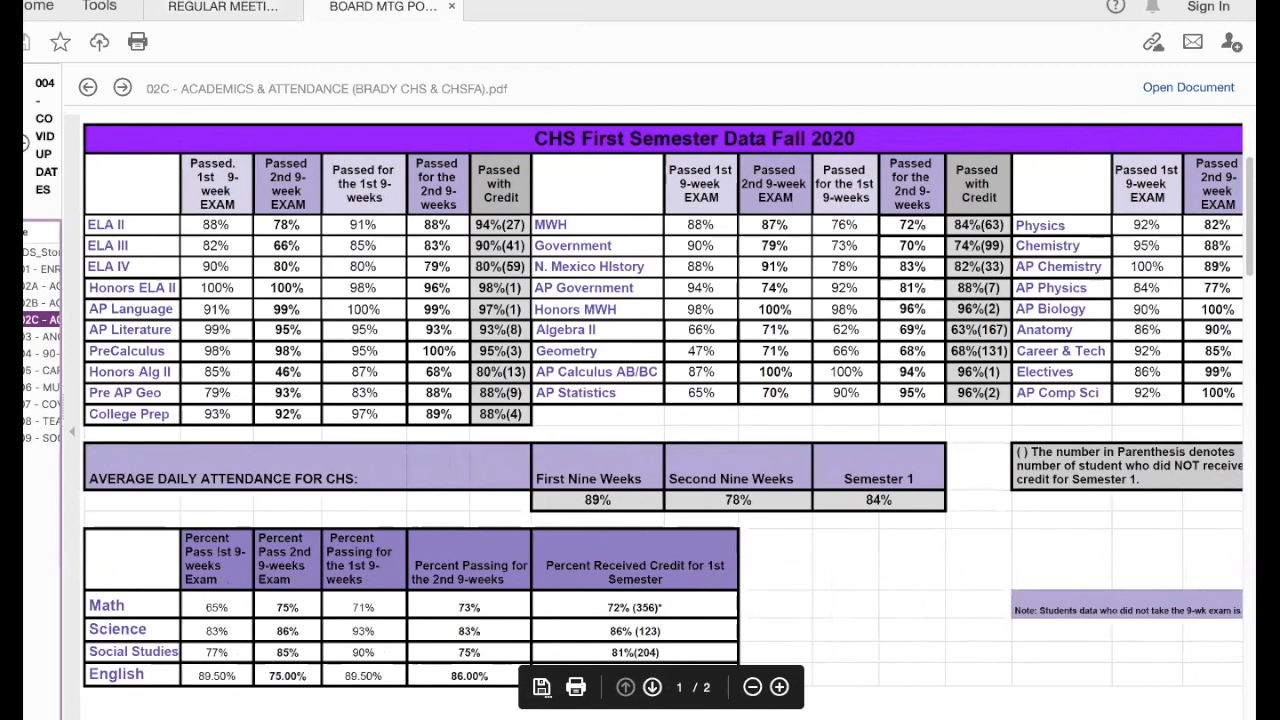 ome Tools REGULAR MEETI... BOARD MTG PO... × Sign In
004
-
CO
VID
UP
DAT
ES
02C - ACADEMICS & ATTENDANCE (BRADY CHS & CHSFA).pdf Open Document
e
DS_Stor
01 - ENR
02A - AC
02B - AC
02C - AC
03 - ANC
04 - 90-
05 - CAR
06 - MU
07 - COV
08 - TEA
09 - SOC
CHS First Semester Data Fall 2020
Passed. 1st 9-week EXAM Passed 2nd 9-week EXAM Passed for the 1st 9-weeks Passed for the 2nd 9-weeks Passed with Credit Passed 1st 9-week EXAM Passed 2nd 9-week EXAM Passed for the 1st 9-weeks Passed for the 2nd 9-weeks Passed with Credit Passed 1st 9-week EXAM Passed 2nd 9-week EXAM
ELA II 88% 78% 91% 88% 94%(27) MWH 88% 87% 76% 72% 84%(63) Physics 92% 82%
ELA III 82% 66% 85% 83% 90%(41) Government 90% 79% 73% 70% 74%(99) Chemistry 95% 88%
ELA IV 90% 80% 80% 79% 80%(59) N. Mexico HIstory 88% 91% 78% 83% 82%(33) AP Chemistry 100% 89%
Honors ELA II 100% 100% 98% 96% 98%(1) AP Government 94% 74% 92% 81% 88%(7) AP Physics 84% 77%
AP Language 91% 99% 100% 99% 97%(1) Honors MWH 98% 100% 98% 96% 96%(2) AP Biology 90% 100%
AP Literature 99% 95% 95% 93% 93%(8) Algebra II 66% 71% 62% 69% 63%(167) Anatomy 86% 90%
PreCalculus 98% 98% 95% 100% 95%(3) Geometry 47% 71% 66% 68% 68%(131) Career & Tech 92% 85%
Honors Alg II 85% 46% 87% 68% 80%(13) AP Calculus AB/BC 87% 100% 100% 94% 96%(1) Electives 86% 99%
Pre AP Geo 79% 93% 83% 88% 88%(9) AP Statistics 65% 70% 90% 95% 96%(2) AP Comp Sci 92% 100%
College Prep 93% 92% 97% 89% 88%(4)
AVERAGE DAILY ATTENDANCE FOR CHS: First Nine Weeks Second Nine Weeks Semester 1
89% 78% 84%
( ) The number in Parenthesis denotes
number of student who did NOT receive
credit for Semester 1.
Percent Pass Ist 9-weeks Exam Percent Pass 2nd 9-weeks Exam Percent Passing for the 1st 9-weeks Percent Passing for the 2nd 9-weeks Percent Received Credit for 1st Semester
Math 65% 75% 71% 73% 72% (356)*
Science 83% 86% 93% 83% 86% (123)
Social Studies 77% 85% 90% 75% 81%(204)
English 89.50% 75.00% 89.50% 86.00%
Note: Students data who did not take the 9-wk exam is
1 / 2